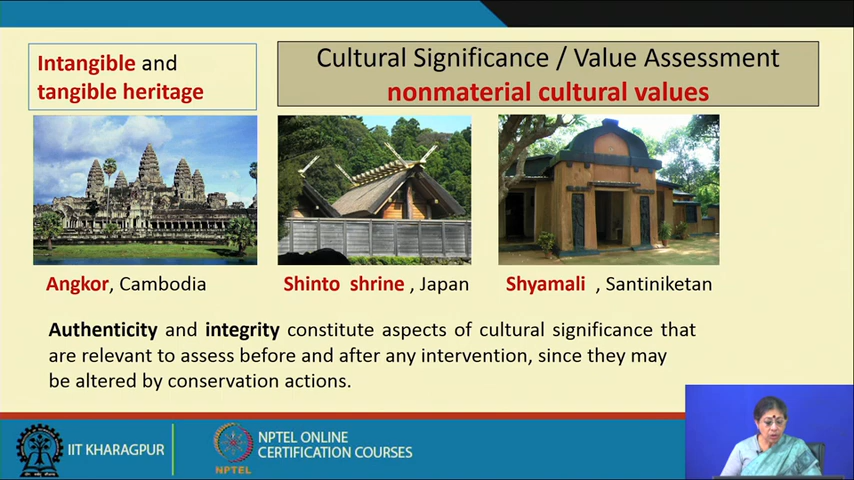 Intangible and
tangible heritage
Cultural Significance / Value Assessment
nonmaterial cultural values
Angkor, Cambodia
Shinto shrine , Japan
Shyamali , Santiniketan
Authenticity and integrity constitute aspects of cultural significance that
are relevant to assess before and after any intervention, since they may
be altered by conservation actions.
IIT KHARAGPUR
NPTEL
NPTEL ONLINE
CERTIFICATION COURSES